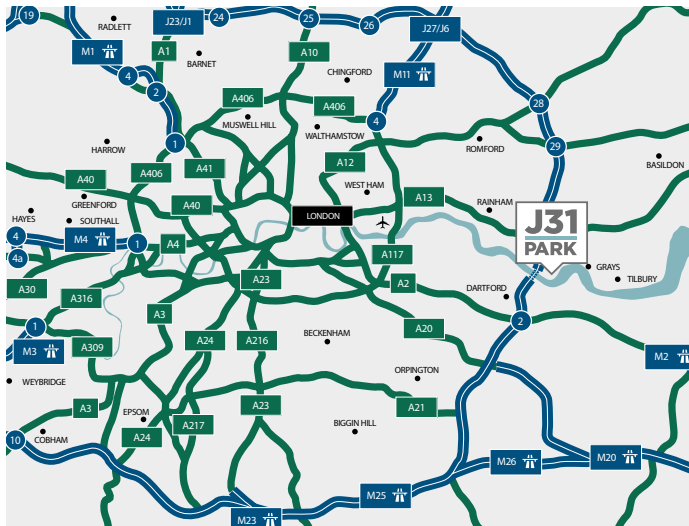 19
RADLETT
J23/J1
24
25
26
J27/J6
M1
A1
BARNET
A10
CHINGFORD
M11
4
2
A406
A406
4
28
MUSWELL HILL
WALTHAMSTOW
1
HARROW
ROMFORD
29
A406
A41
A12
BASILDON
A40
WEST HAM
A13
GREENFORD
A40
RAINHAM
HAYES
SOUTHALL
LONDON
J31
PARK
4
M4
1
A4
4a
A117
GRAYS
TILBURY
A30
A23
A2
DARTFORD
A316
A3
2
1
A20
M3
A309
A24
A216
BECKENHAM
M2
WEYBRIDGE
ORPINGTON
A3
EPSOM
A217
A23
A21
BIGGIN HILL
10
COBHAM
A24
M26
M20
M25
M23